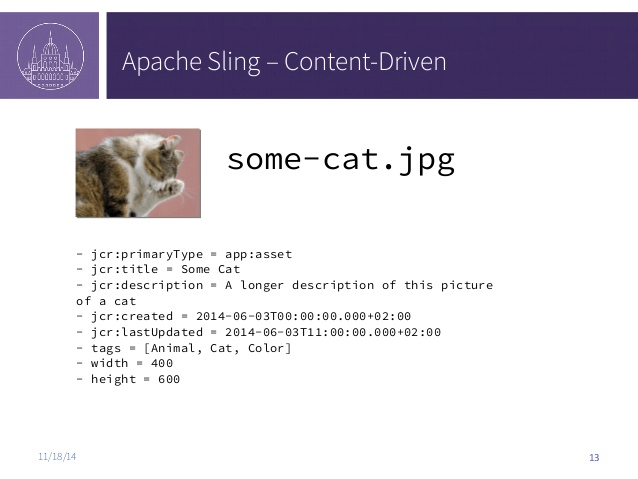 Apache Sling – Content-Driven
some-cat.jpg
- jcr:primaryType = app:asset
- jcr:title = Some Cat
- jcr:description = A longer description of this picture
of a cat
- jcr:created = 2014-06-03T00:00:00.000+02:00
- jcr:lastUpdated = 2014-06-03T11:00:00.000+02:00
- tags = [Animal, Cat, Color]
- width = 400
- height = 600
11/18/14
13